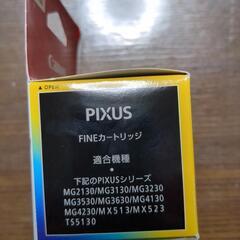 ▲ OPEN
PIXUS
FINEカートリッジ
適合機種
下記のPIXUSシリーズ
MG2130/MG3130/MG3230
MG3530/MG3630/MG4130
MG4230/MX513/MX523
TS5130